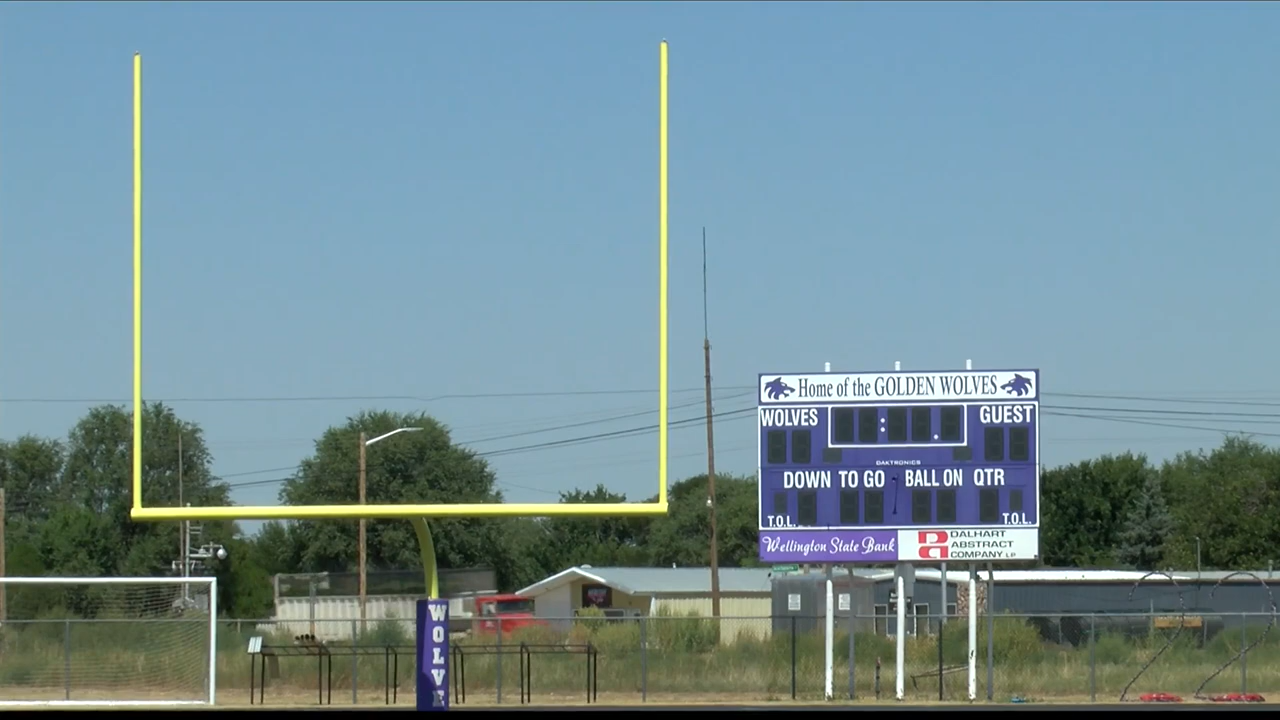 Home of the GOLDEN WOLVES
WOLVES
GUEST
DAKTRONICS
DOWN TO GO BALL ON QTR
T.O.L.
T.O.L.
Wellington State Bank
DALHART
ABSTRACT
COMPANY LP
WOLVE